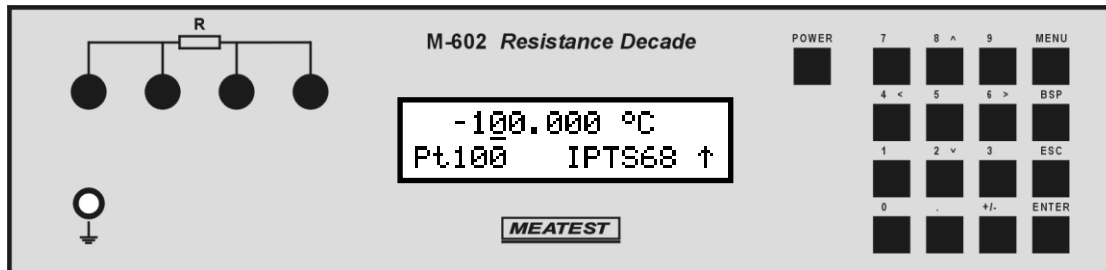 R
M-602 Resistance Decade
POWER
7 8 ^ 9 MENU
4 < 5 6 > BSP
1 2 v 3 ESC
0 . +/- ENTER
-100.000 °C
Pt100 IPTS68 ↑
MEATEST